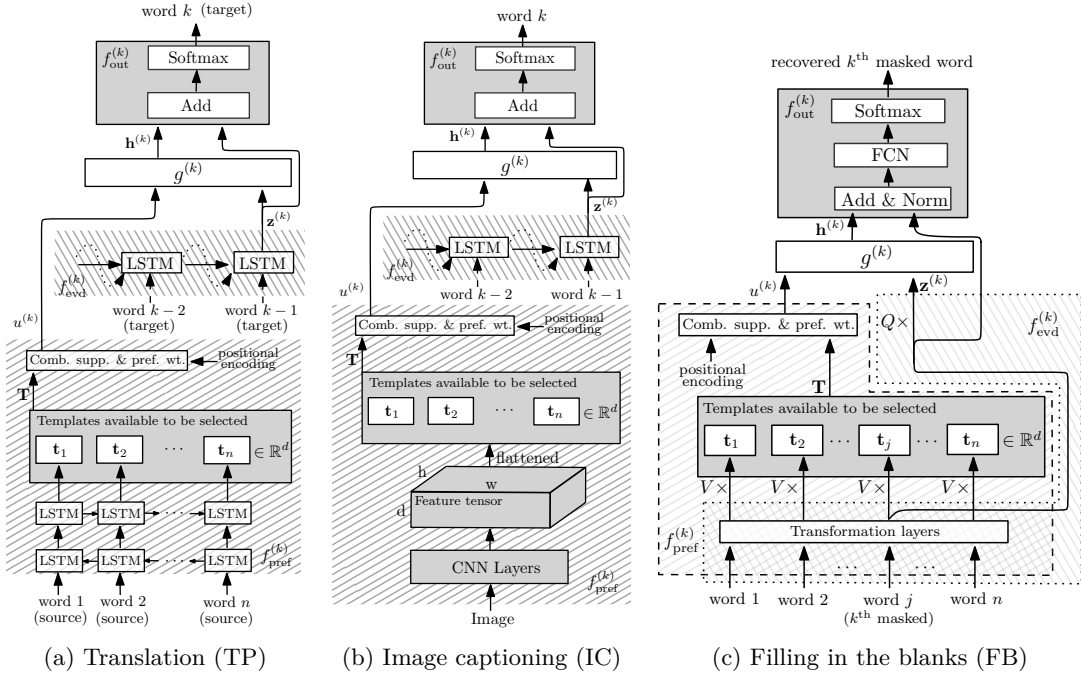 word k (target)
f_out^(k)
Softmax
Add
h^(k)
g^(k)
z^(k)
LSTM
LSTM
f_evd^(k)
word k − 2
(target)
word k − 1
(target)
u^(k)
Comb. supp. & pref. wt.
positional
encoding
T
Templates available to be selected
t_1 t_2 ··· t_n ∈ ℝ^d
LSTM LSTM ··· LSTM
LSTM LSTM ··· LSTM
f_pref^(k)
word 1 word 2 word n
(source) (source) (source)
(a) Translation (TP)
word k
f_out^(k)
Softmax
Add
h^(k)
g^(k)
z^(k)
LSTM
LSTM
f_evd^(k)
word k − 2
word k − 1
u^(k)
Comb. supp. & pref. wt.
positional
encoding
T
Templates available to be selected
t_1 t_2 ··· t_n ∈ ℝ^d
flattened
h
w
Feature tensor
d
CNN Layers
f_pref^(k)
Image
(b) Image captioning (IC)
recovered k^th masked word
f_out^(k)
Softmax
FCN
Add & Norm
h^(k)
g^(k)
u^(k)
z^(k)
Comb. supp. & pref. wt.
Q×
f_evd^(k)
positional
encoding
T
Templates available to be selected
t_1 t_2 ··· t_j ··· t_n ∈ ℝ^d
V× V× V× V×
Transformation layers
f_pref^(k)
··· ···
word 1 word 2 word j word n
(k^th masked)
(c) Filling in the blanks (FB)